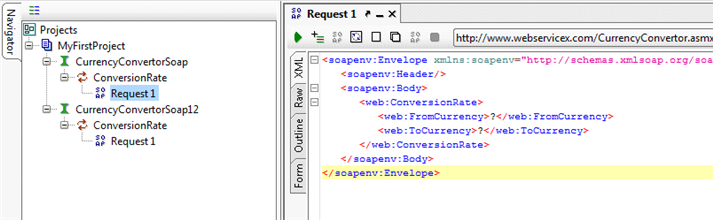 Navigator
Projects
MyFirstProject
CurrencyConvertorSoap
ConversionRate
Request 1
CurrencyConvertorSoap12
ConversionRate
Request 1
Request 1
http://www.webservicex.com/CurrencyConvertor.asmx
XML
Raw
Outline
Form
<soapenv:Envelope xmlns:soapenv="http://schemas.xmlsoap.org/soa
<soapenv:Header/>
<soapenv:Body>
<web:ConversionRate>
<web:FromCurrency>?</web:FromCurrency>
<web:ToCurrency>?</web:ToCurrency>
</web:ConversionRate>
</soapenv:Body>
</soapenv:Envelope>